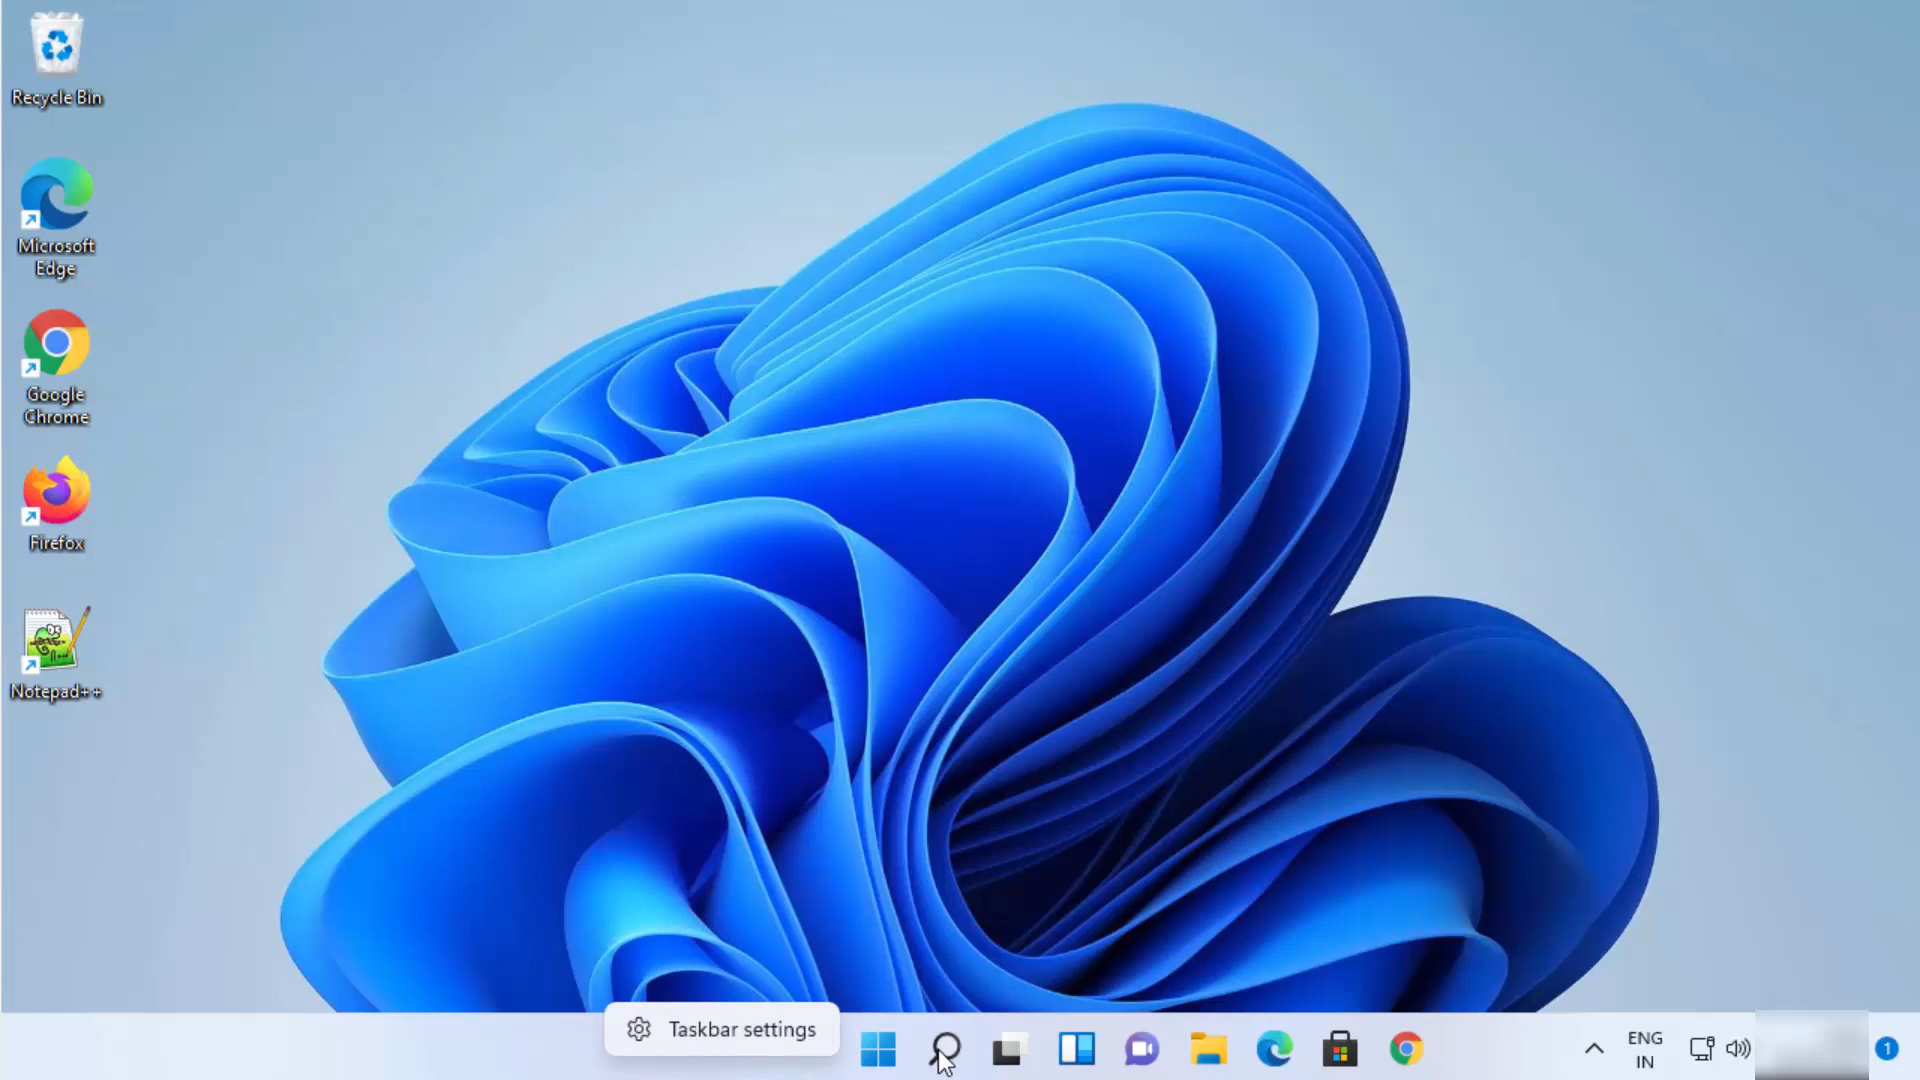 Recycle Bin
Microsoft
Edge
Google
Chrome
Firefox
Notepad++
Taskbar settings
ENG
IN
1